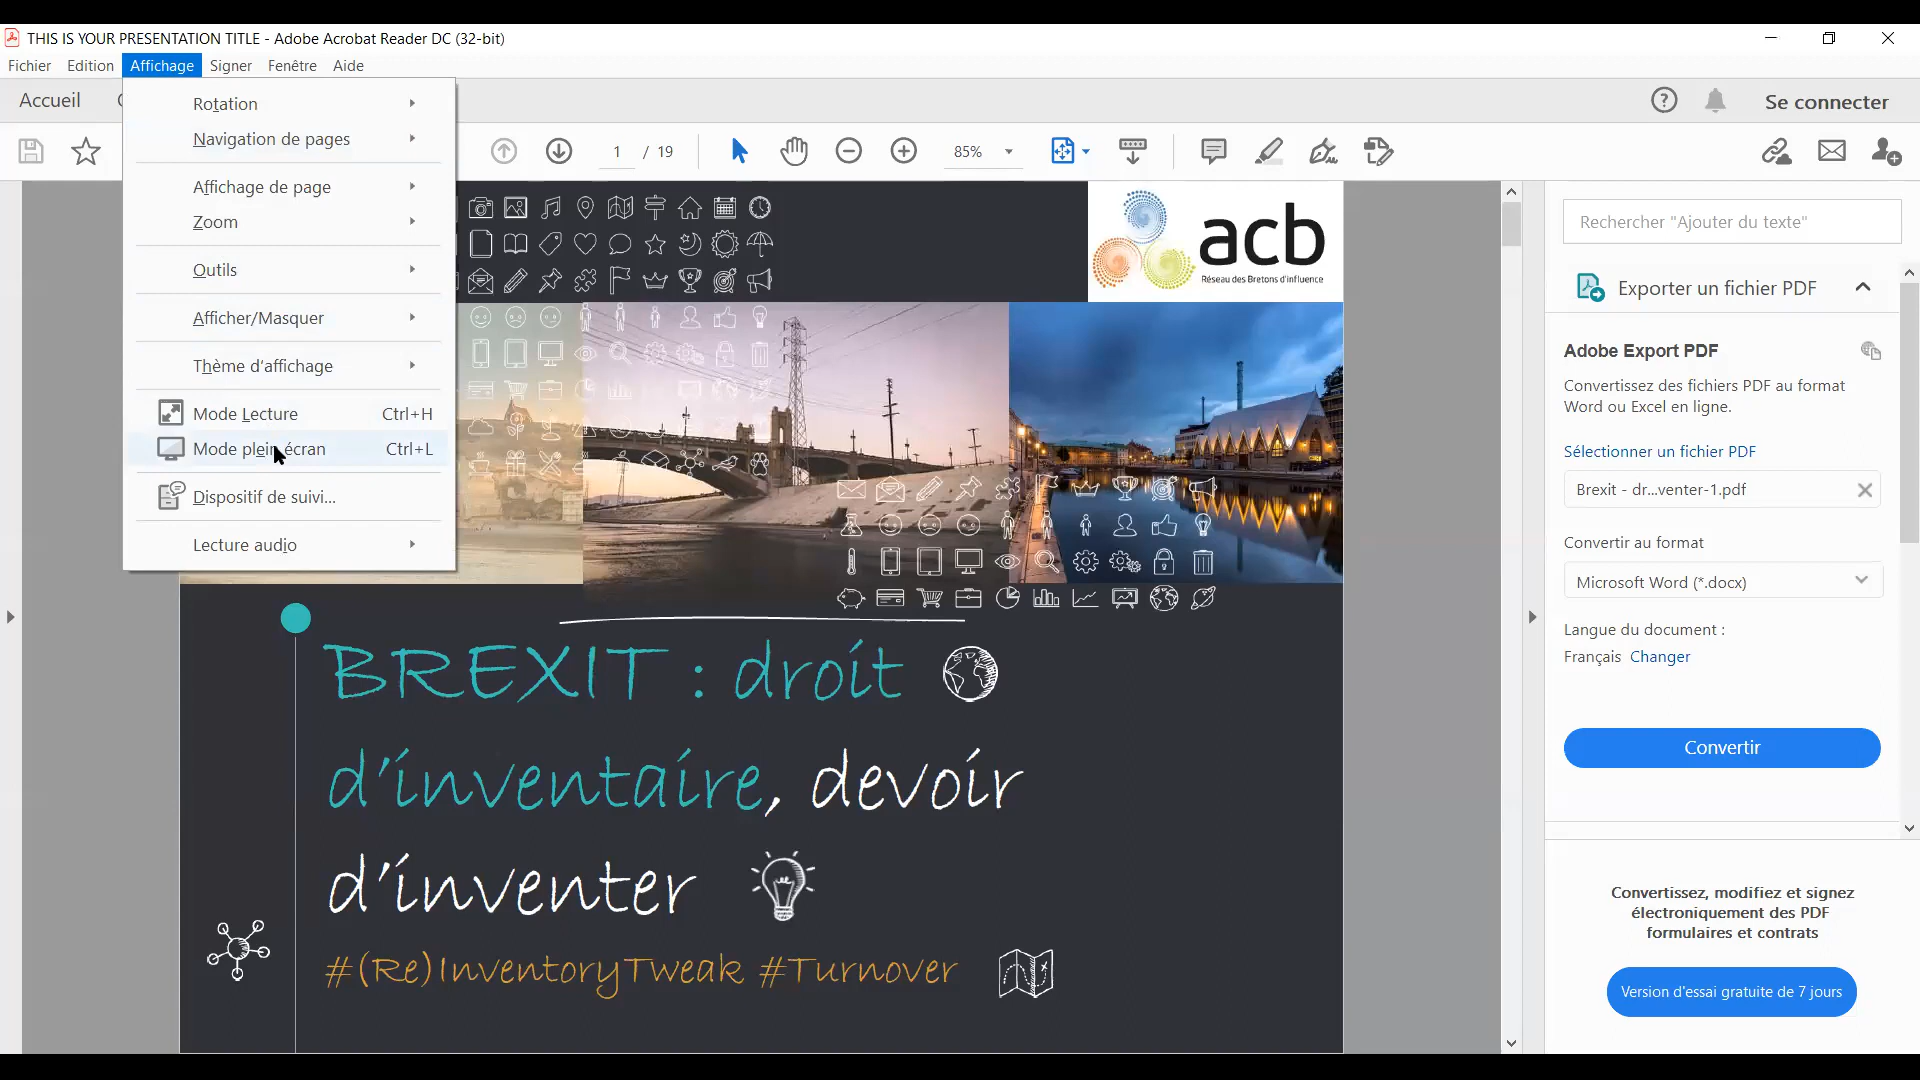 THIS IS YOUR PRESENTATION TITLE - Adobe Acrobat Reader DC (32-bit)
Fichier Edition Affichage Signer Fenêtre Aide
Accueil
Se connecter
1 / 19
85%
Rotation
Navigation de pages
Affichage de page
Zoom
Outils
Afficher/Masquer
Thème d'affichage
Mode Lecture Ctrl+H
Mode plein écran Ctrl+L
Dispositif de suivi...
Lecture audio
acb
Réseau des Bretons d'influence
BREXIT : droit
d'inventaire, devoir
d'inventer
#(Re)InventoryTweak #Turnover
Rechercher "Ajouter du texte"
Exporter un fichier PDF
Adobe Export PDF
Convertissez des fichiers PDF au format
Word ou Excel en ligne.
Sélectionner un fichier PDF
Brexit - dr...venter-1.pdf
Convertir au format
Microsoft Word (*.docx)
Langue du document :
Français Changer
Convertir
Convertissez, modifiez et signez
électroniquement des PDF
formulaires et contrats
Version d'essai gratuite de 7 jours